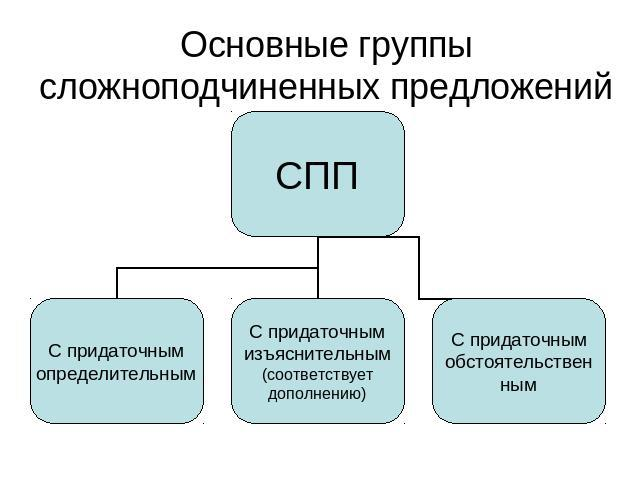 Основные группы
сложноподчиненных предложений
СПП
С придаточным
определительным
С придаточным
изъяснительным
(соответствует
дополнению)
С придаточным
обстоятельствен
ным